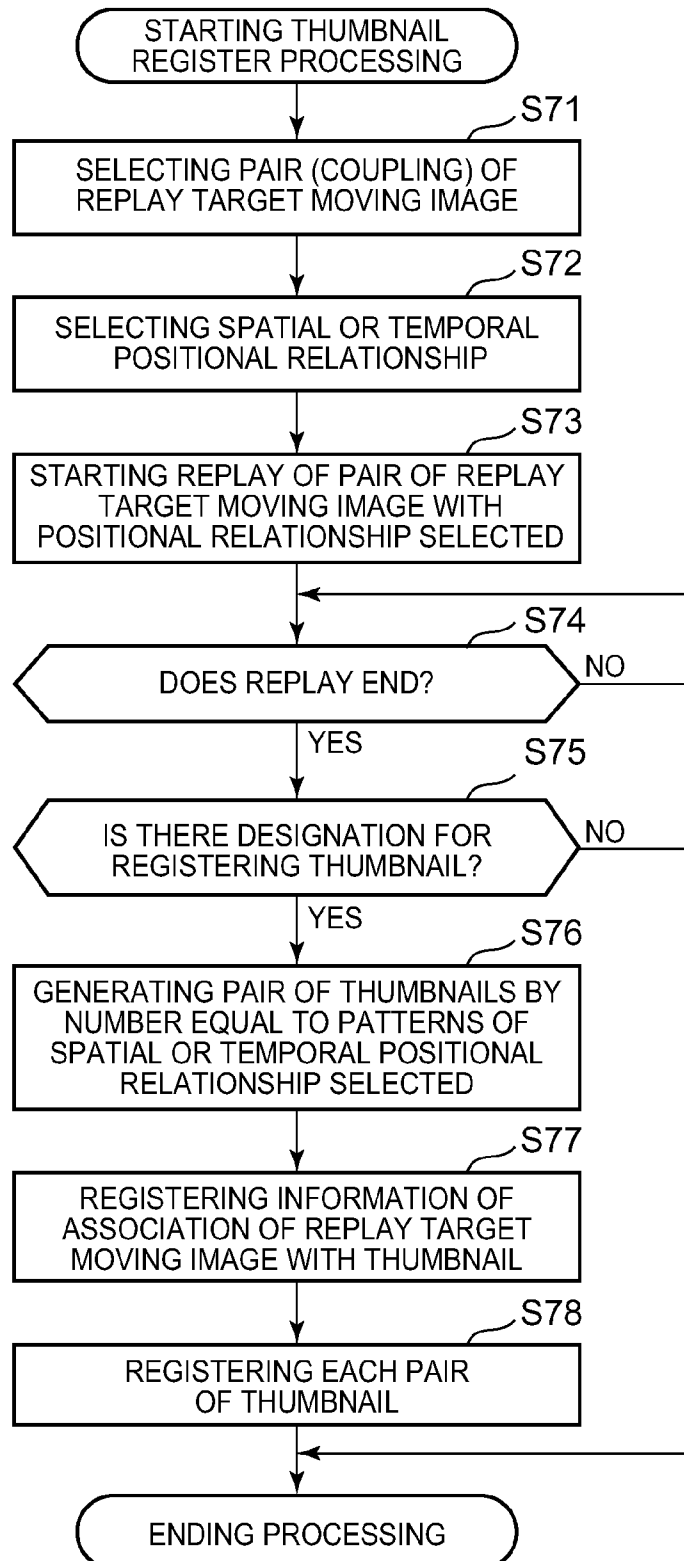 STARTING THUMBNAIL
REGISTER PROCESSING
S71
SELECTING PAIR (COUPLING) OF
REPLAY TARGET MOVING IMAGE
S72
SELECTING SPATIAL OR TEMPORAL
POSITIONAL RELATIONSHIP
S73
STARTING REPLAY OF PAIR OF REPLAY
TARGET MOVING IMAGE WITH
POSITIONAL RELATIONSHIP SELECTED
S74
DOES REPLAY END?
NO
YES
S75
IS THERE DESIGNATION FOR
REGISTERING THUMBNAIL?
NO
YES
S76
GENERATING PAIR OF THUMBNAILS BY
NUMBER EQUAL TO PATTERNS OF
SPATIAL OR TEMPORAL POSITIONAL
RELATIONSHIP SELECTED
S77
REGISTERING INFORMATION OF
ASSOCIATION OF REPLAY TARGET
MOVING IMAGE WITH THUMBNAIL
S78
REGISTERING EACH PAIR
OF THUMBNAIL
ENDING PROCESSING